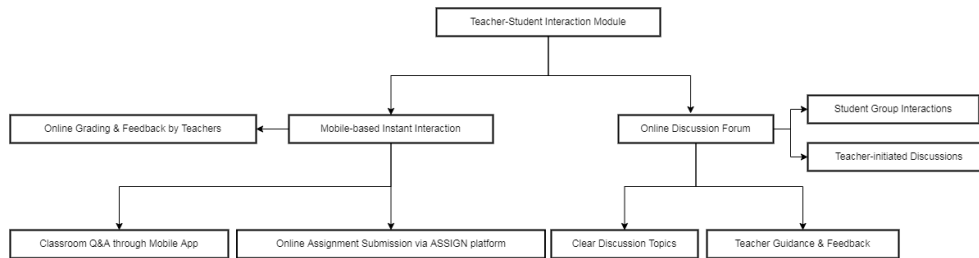 Teacher-Student Interaction Module
Student Group Interactions
Online Grading & Feedback by Teachers
Mobile-based Instant Interaction
Online Discussion Forum
Teacher-initiated Discussions
Classroom Q&A through Mobile App
Online Assignment Submission via ASSIGN platform
Clear Discussion Topics
Teacher Guidance & Feedback